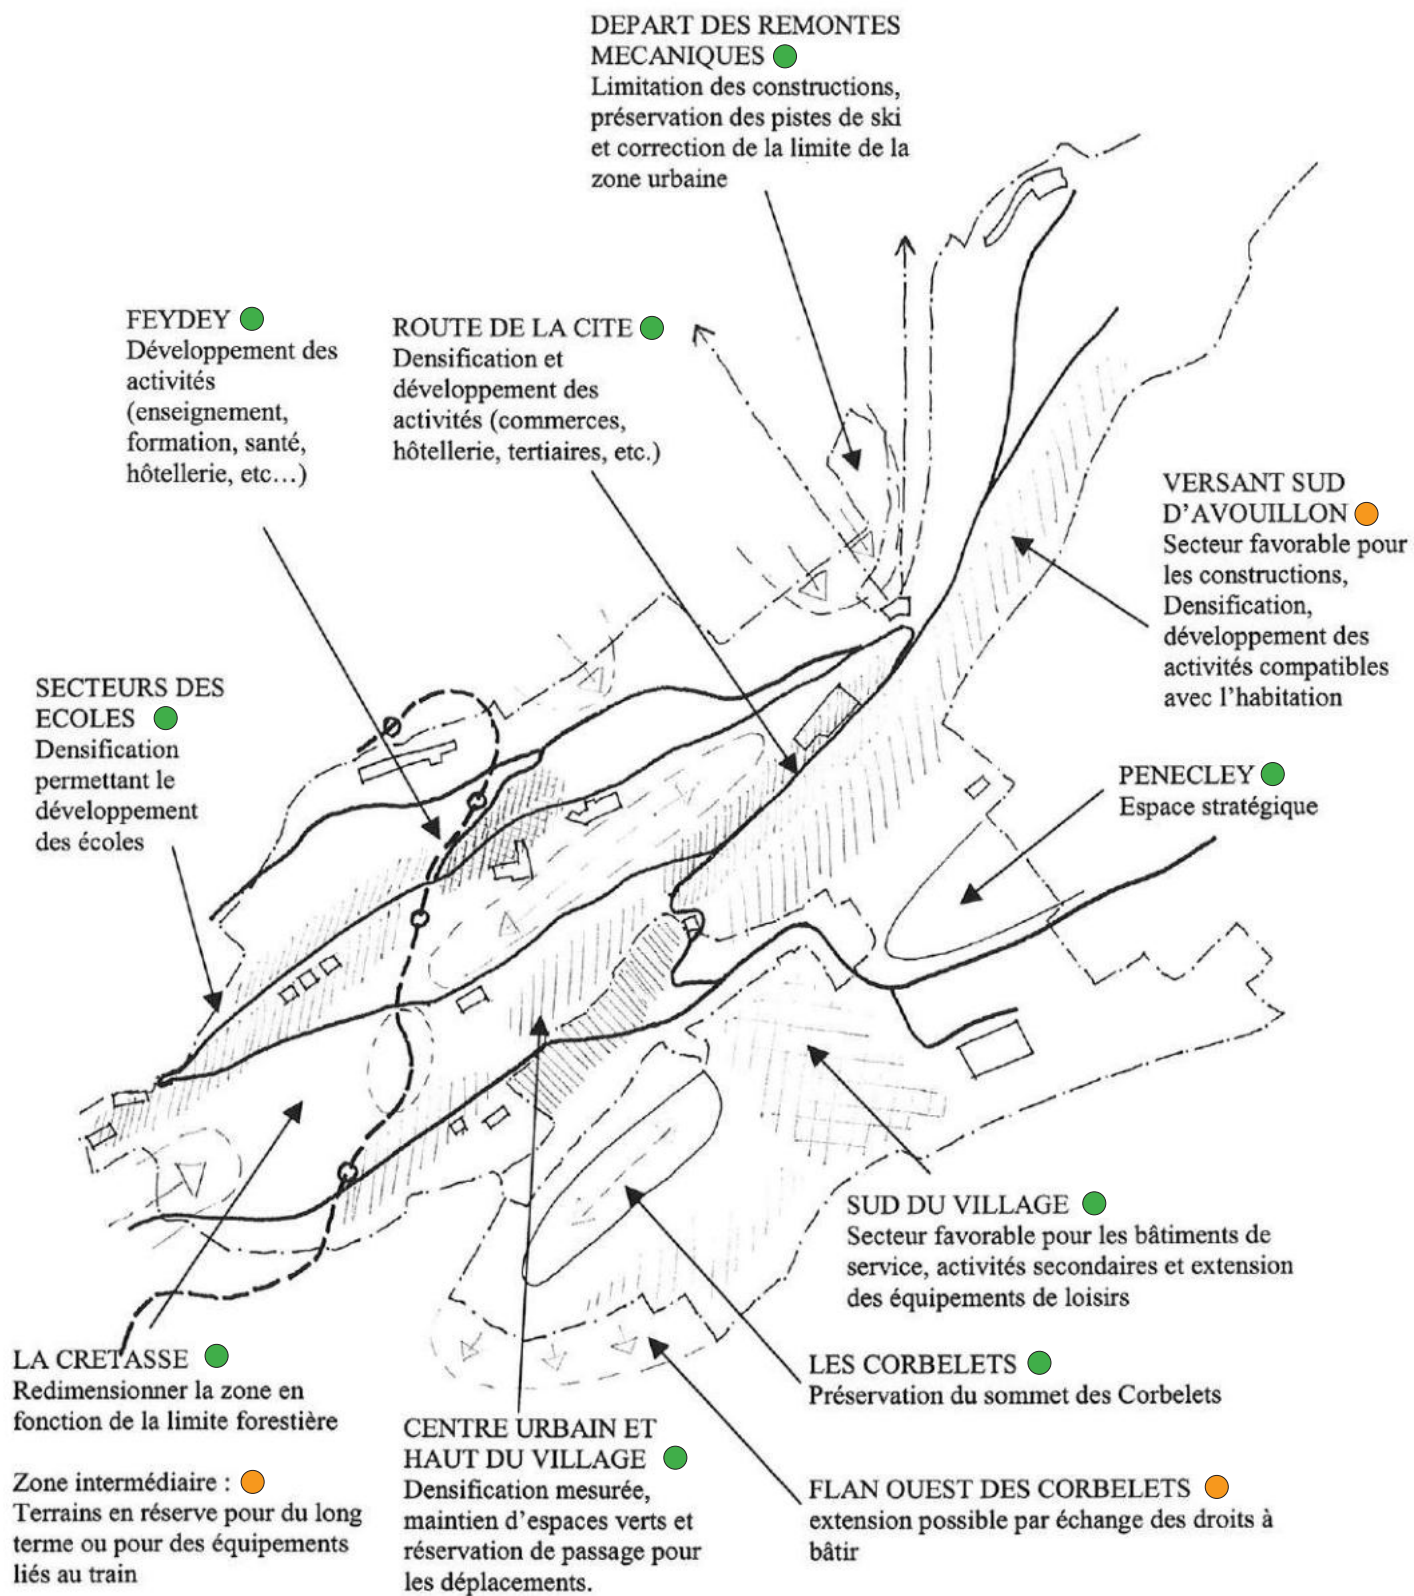 DEPART DES REMONTES
MECANIQUES
Limitation des constructions,
préservation des pistes de ski
et correction de la limite de la
zone urbaine
FEYDEY
Développement des
activités
(enseignement,
formation, santé,
hôtellerie, etc...)
ROUTE DE LA CITE
Densification et
développement des
activités (commerces,
hôtellerie, tertiaires, etc.)
VERSANT SUD
D'AVOUILLON
Secteur favorable pour
les constructions,
Densification,
développement des
activités compatibles
avec l'habitation
SECTEURS DES
ECOLES
Densification
permettant le
développement
des écoles
PENECLEY
Espace stratégique
SUD DU VILLAGE
Secteur favorable pour les bâtiments de
service, activités secondaires et extension
des équipements de loisirs
LA CRETASSE
Redimensionner la zone en
fonction de la limite forestière
Zone intermédiaire :
Terrains en réserve pour du long
terme ou pour des équipements
liés au train
CENTRE URBAIN ET
HAUT DU VILLAGE
Densification mesurée,
maintien d'espaces verts et
réservation de passage pour
les déplacements.
LES CORBELETS
Préservation du sommet des Corbelets
FLAN OUEST DES CORBELETS
extension possible par échange des droits à
bâtir